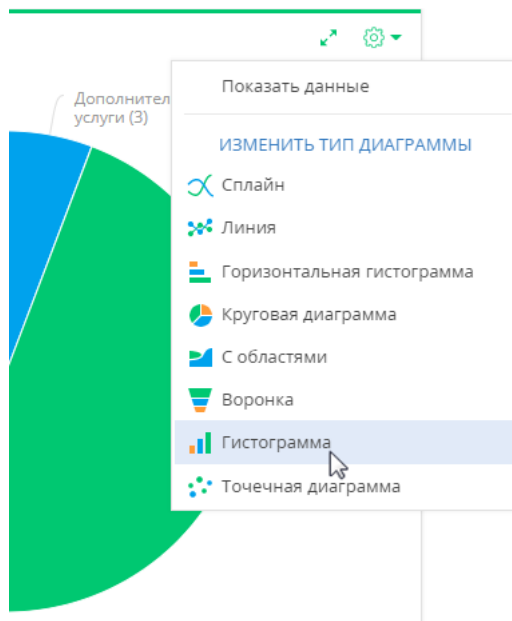 Показать данные
Дополнител
услуги (3)
ИЗМЕНИТЬ ТИП ДИАГРАММЫ
Сплайн
Линия
Горизонтальная гистограмма
Круговая диаграмма
С областями
Воронка
Гистограмма
Точечная диаграмма